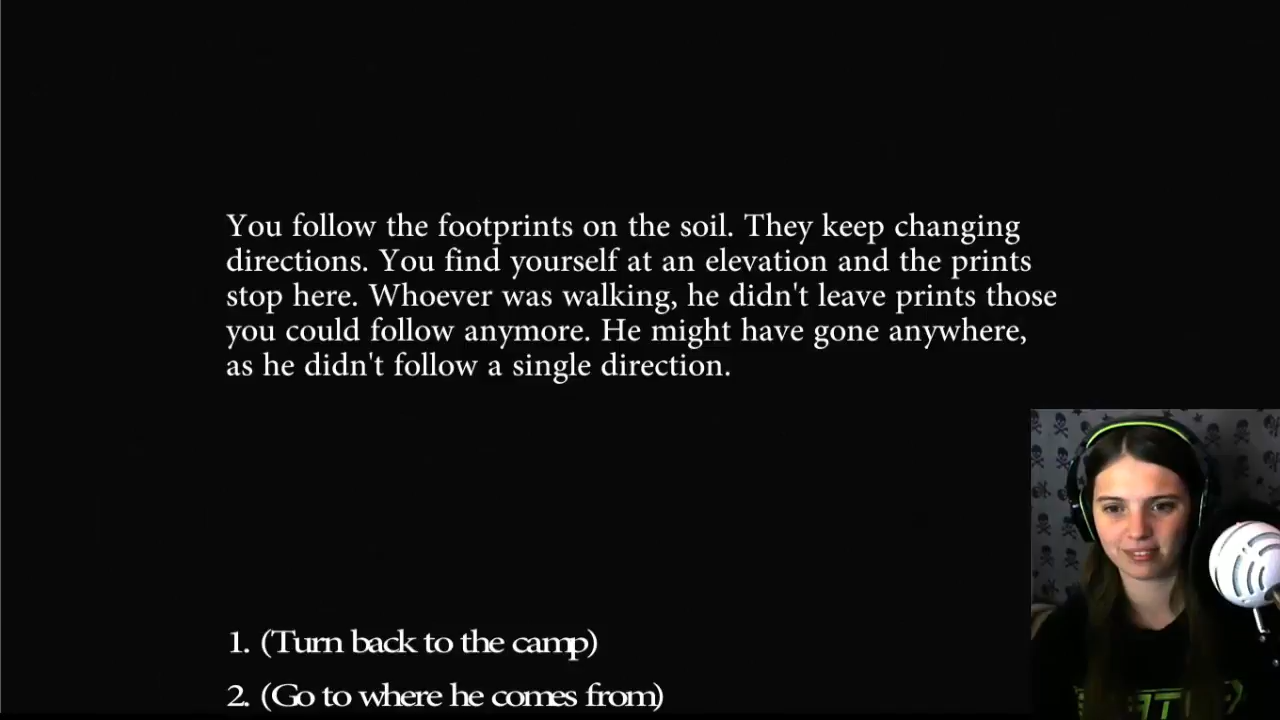 You follow the footprints on the soil. They keep changing
directions. You find yourself at an elevation and the prints
stop here. Whoever was walking, he didn't leave prints those
you could follow anymore. He might have gone anywhere,
as he didn't follow a single direction.
1. (Turn back to the camp)
2. (Go to where he comes from)